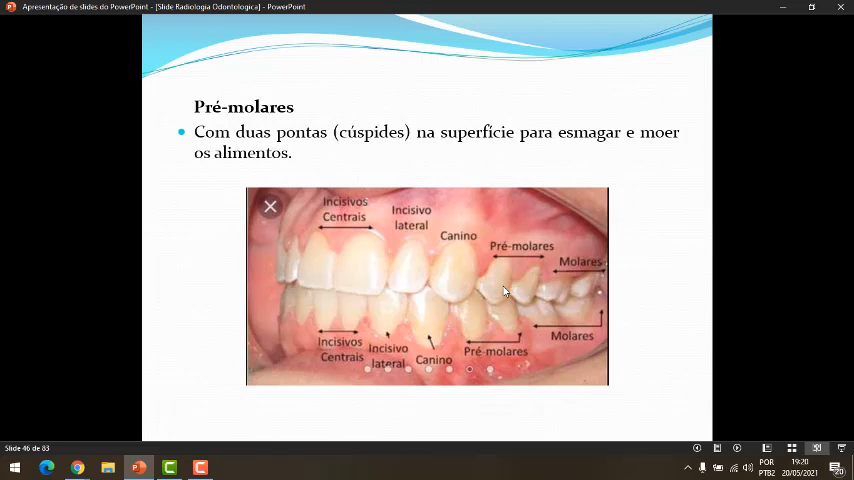 Apresentação de slides do PowerPoint - [Slide Radiologia Odontologica] - PowerPoint
Pré-molares
Com duas pontas (cúspides) na superfície para esmagar e moer
os alimentos.
Incisivos
Centrais
Incisivo
lateral
Canino
Pré-molares
Molares
Incisivos
Centrais
Incisivo
lateral
Canino
Pré-molares
Molares
Slide 46 de 83
POR
PTB2
19:20
20/05/2021
20